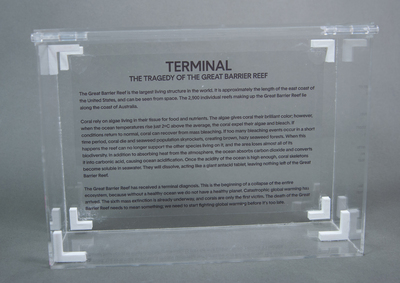 TERMINAL
THE TRAGEDY OF THE GREAT BARRIER REEF
The Great Barrier Reef is the largest living structure in the world. It is approximately the length of the east coast of
the United States, and can be seen from space. The 2,900 individual reefs making up the Great Barrier Reef lie
along the coast of Australia.
Coral rely on algae living in their tissue for food and nutrients. The algae gives coral their brilliant color; however,
when the ocean temperatures rise just 2°C above the average, the coral expel their algae and bleach. If
conditions return to normal, coral can recover from mass bleaching. If too many bleaching events occur in a short
time period, coral die and seaweed population skyrockets, creating brown, hazy seaweed forests. When this
happens the reef can no longer support the other species living on it, and the area loses almost all of its
biodiversity. In addition to absorbing heat from the atmosphere, the ocean absorbs carbon dioxide and converts
it into carbonic acid, causing ocean acidification. Once the acidity of the ocean is high enough, coral skeletons
become soluble in seawater. They will dissolve, acting like a giant antacid tablet, leaving nothing left of the Great
Barrier Reef.
The Great Barrier Reef has received a terminal diagnosis. This is the beginning of a collapse of the entire
ecosystem, because without a healthy ocean we do not have a healthy planet. Catastrophic global warming has
arrived. The sixth mass extinction is already underway, and corals are only the first victims. The death of the Great
Barrier Reef needs to mean something; we need to start fighting global warming before it's too late.